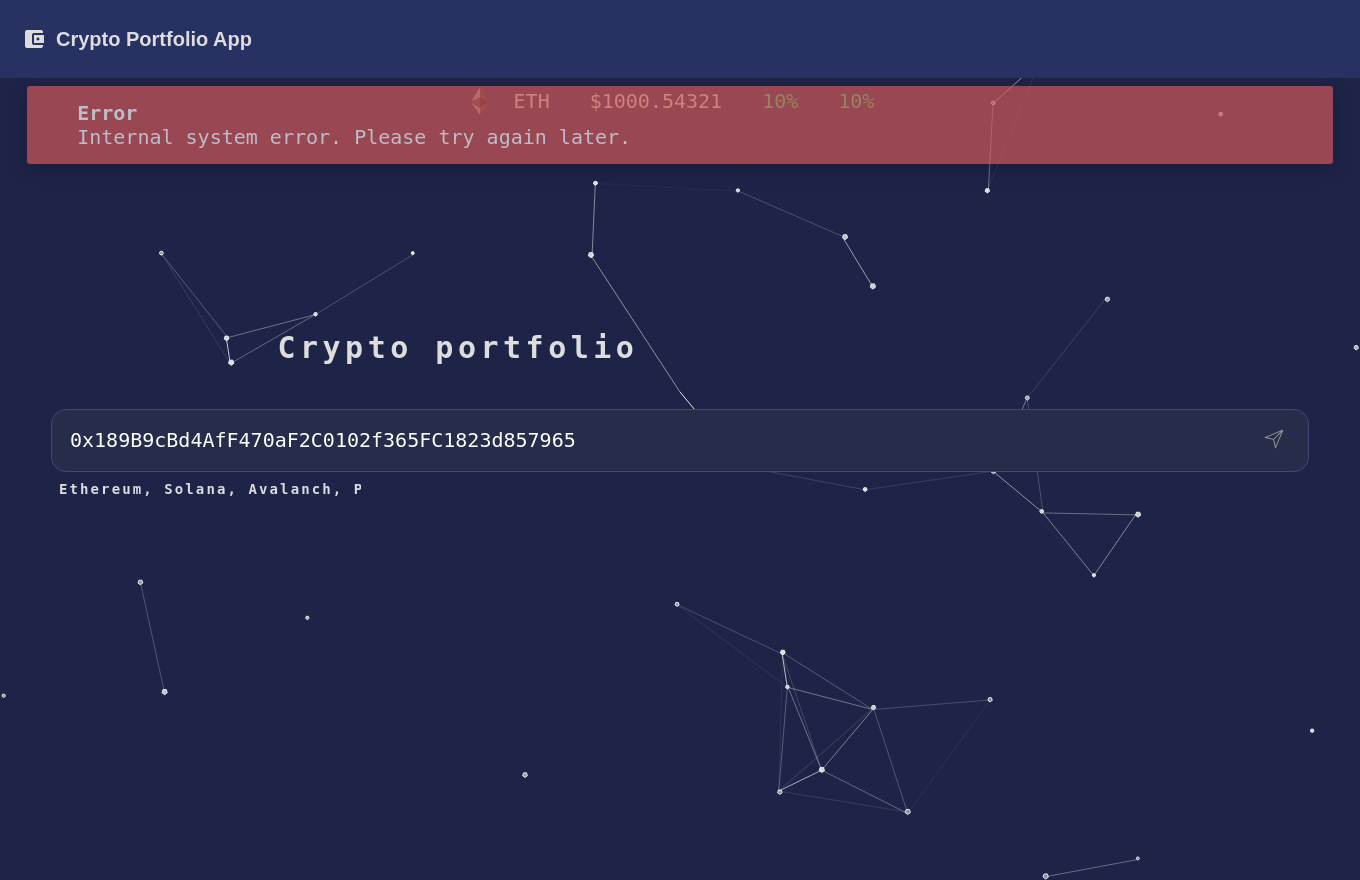 Crypto Portfolio App
ETH $1000.54321 10% 10%
Error
Internal system error. Please try again later.
Crypto portfolio
0x189B9cBd4AfF470aF2C0102f365FC1823d857965
Ethereum, Solana, Avalanch, P